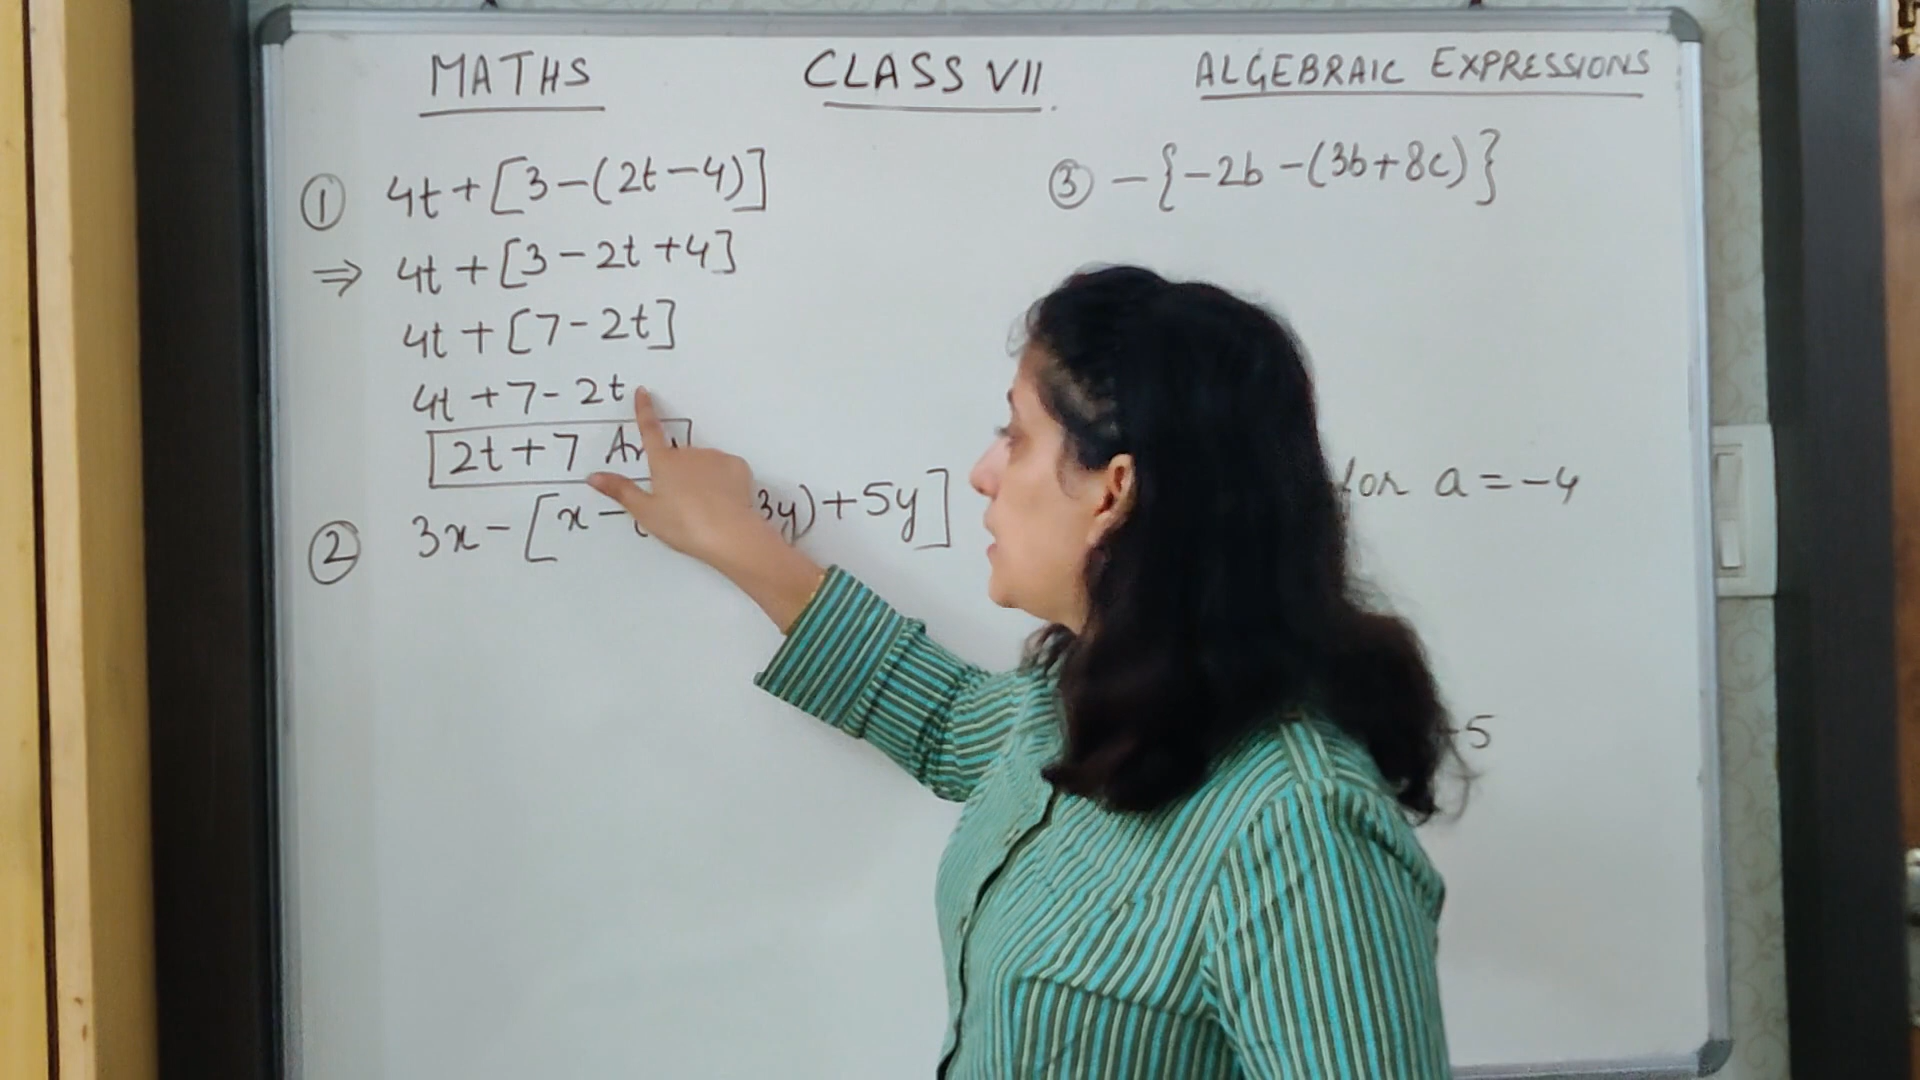 MATHS CLASS VII ALGEBRAIC EXPRESSIONS
① 4t + [3 - (2t - 4)]
⇒ 4t + [3 - 2t + 4]
4t + [7 - 2t]
4t + 7 - 2t
2t + 7
② 3x - [x - ( 3y) + 5y]
③ - {-2b - (3b + 8c)}
for a = -4
5